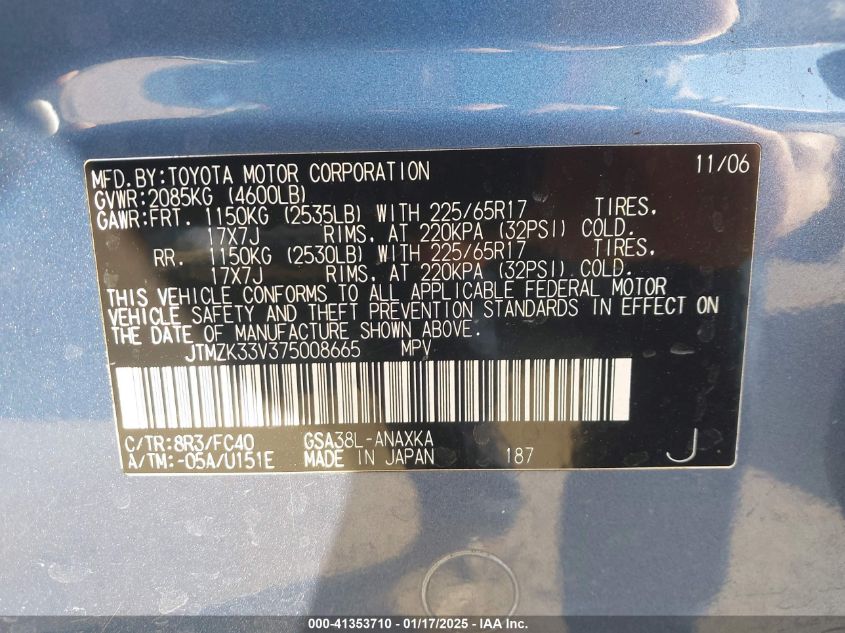 MFD.BY:TOYOTA MOTOR CORPORATION 11/06
GVWR:2085KG (4600LB)
GAWR:FRT. 1150KG (2535LB) WITH 225/65R17 TIRES,
17X7J RIMS, AT 220KPA (32PSI) COLD.
RR. 1150KG (2530LB) WITH 225/65R17 TIRES,
17X7J RIMS, AT 220KPA (32PSI) COLD.
THIS VEHICLE CONFORMS TO ALL APPLICABLE FEDERAL MOTOR
VEHICLE SAFETY AND THEFT PREVENTION STANDARDS IN EFFECT ON
THE DATE OF MANUFACTURE SHOWN ABOVE.
JTMZK33V375008665 MPV
C/TR:8R3/FC40 GSA38L-ANAXKA
A/TM:-05A/U151E MADE IN JAPAN 187 J
000-41353710 - 01/17/2025 - IAA Inc.